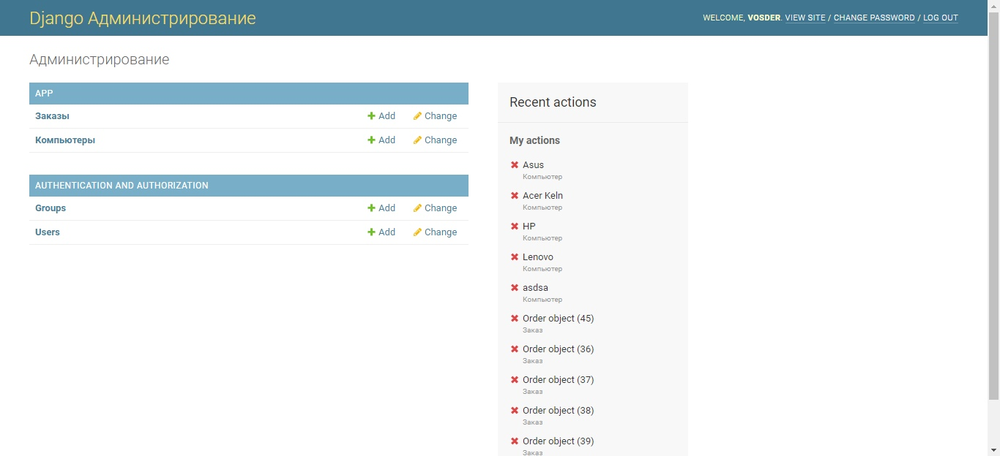 Django Администрирование
WELCOME, VOSDER. VIEW SITE / CHANGE PASSWORD / LOG OUT
Администрирование
APP
Заказы Add Change
Компьютеры Add Change
AUTHENTICATION AND AUTHORIZATION
Groups Add Change
Users Add Change
Recent actions
My actions
Asus
Компьютер
Acer Keln
Компьютер
HP
Компьютер
Lenovo
Компьютер
asdsa
Компьютер
Order object (45)
Заказ
Order object (36)
Заказ
Order object (37)
Заказ
Order object (38)
Заказ
Order object (39)
Заказ